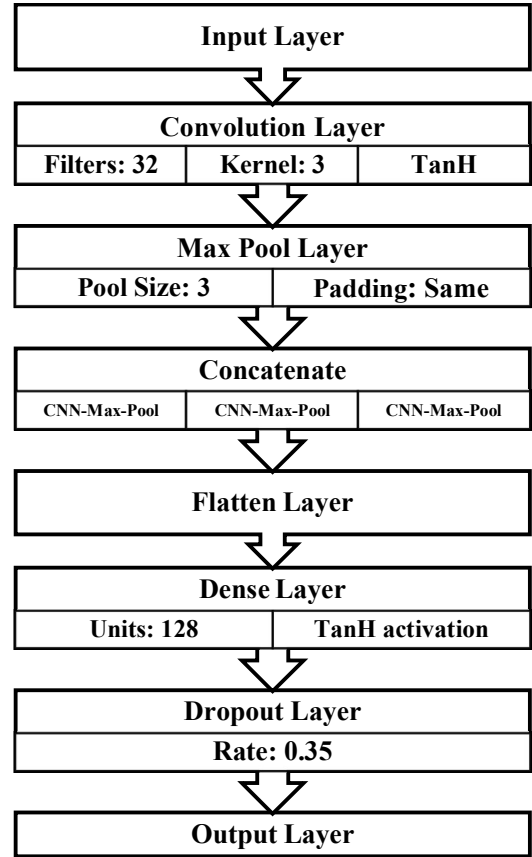 Input Layer
Convolution Layer
Filters: 32 Kernel: 3 TanH
Max Pool Layer
Pool Size: 3 Padding: Same
Concatenate
CNN-Max-Pool CNN-Max-Pool CNN-Max-Pool
Flatten Layer
Dense Layer
Units: 128 TanH activation
Dropout Layer
Rate: 0.35
Output Layer